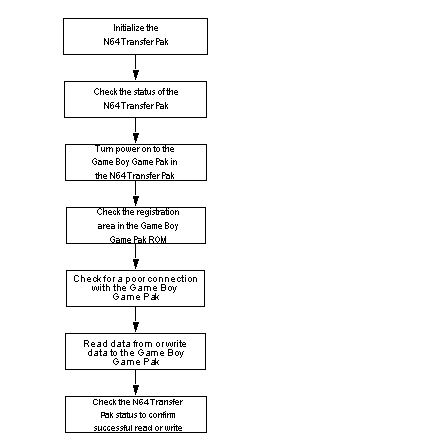 Initialize the
N64 Transfer Pak
Check the status of the
N64 Transfer Pak
Turn power on to the
Game Boy Game Pak in
the N64 Transfer Pak
Check the registration
area in the Game Boy
Game Pak ROM
Check for a poor connection
with the Game Boy
Game Pak
Read data from or write
data to the Game Boy
Game Pak
Check the N64 Transfer
Pak status to confirm
successful read or write